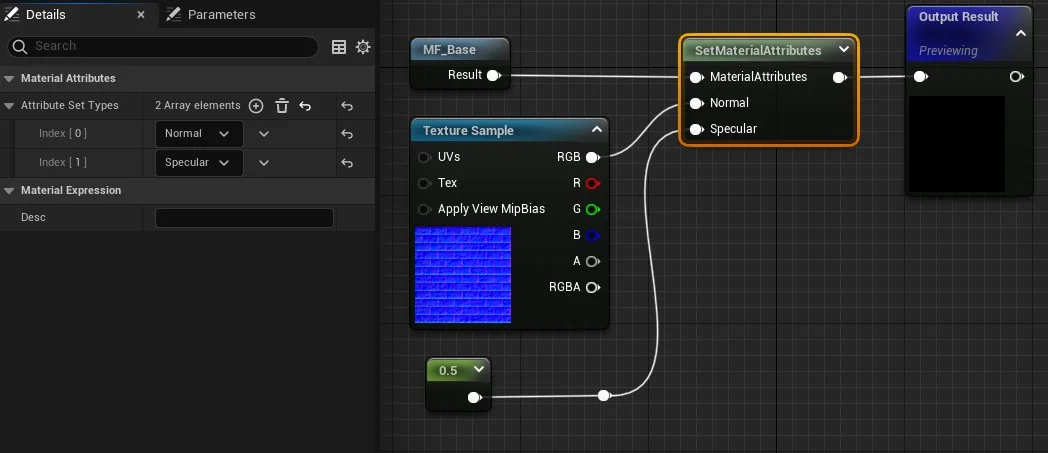 Details
Parameters
Search
Material Attributes
Attribute Set Types 2 Array elements
Index [ 0 ] Normal
Index [ 1 ] Specular
Material Expression
Desc
MF_Base
Result
Texture Sample
UVs RGB
Tex R
Apply View MipBias G
B
A
RGBA
0.5
SetMaterialAttributes
MaterialAttributes
Normal
Specular
Output Result
Previewing